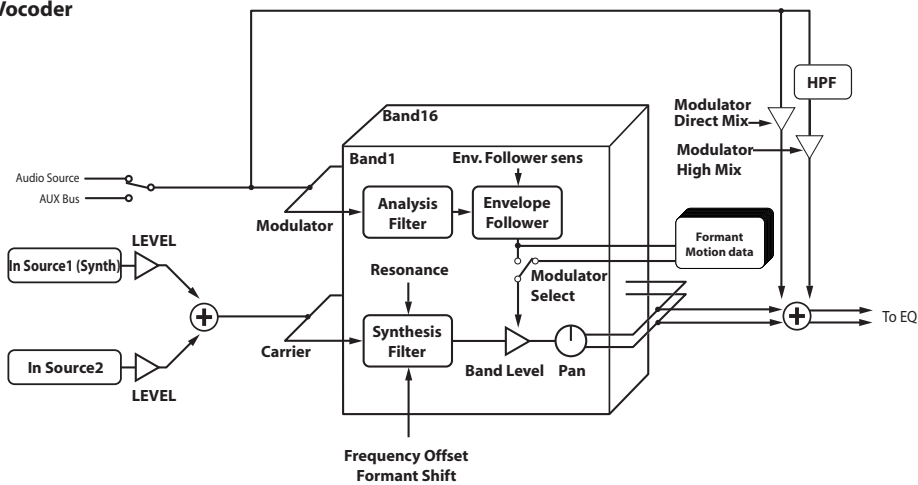 Vocoder
HPF
Modulator
Direct Mix
Modulator
High Mix
Band16
Band1
Env. Follower sens
Audio Source
AUX Bus
Analysis
Filter
Envelope
Follower
Modulator
LEVEL
In Source1 (Synth)
Formant
Motion data
Resonance
Modulator
Select
+
+
To EQ
Synthesis
Filter
Carrier
Band Level
Pan
In Source2
LEVEL
Frequency Offset
Formant Shift